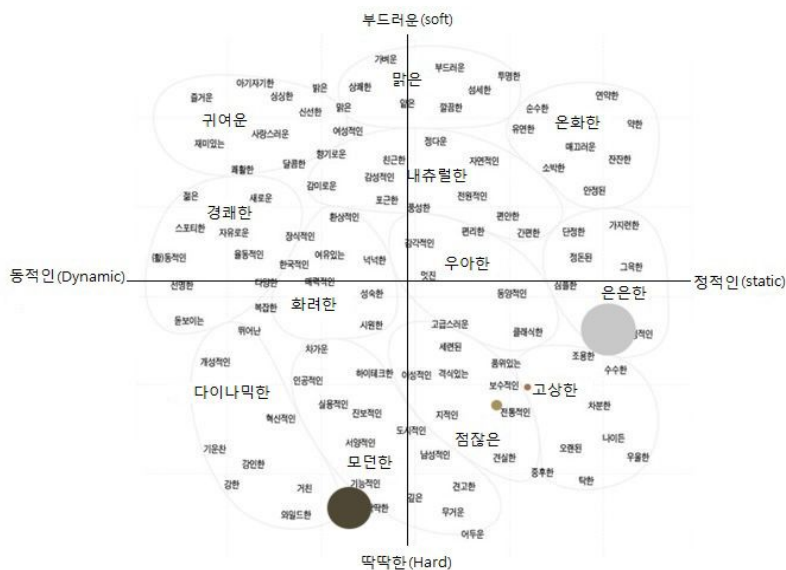 부드러운(soft)
가벼운
부드러운
투명한
아기자기한
맑은
상쾌한
맑은
섬세한
연약한
즐거운
싱싱한
맑은
엷은
깔끔한
순수한
귀여운
신선한
유연한
온화한
약한
재미있는
사랑스러운
여성적인
정다운
매끄러운
향기로운
친근한
자연적인
잔잔한
쾌활한
달콤한
감성적인
내츄럴한
소박한
감미로운
안정된
젊은
새로운
포근한
풍성한
전원적인
경쾌한
환상적인
편안한
스포티한
자유로운
장식적인
감각적인
편리한
간편한
단정한
가지런한
(활)동적인
율동적인
한국적인
여유있는
넉넉한
우아한
정돈된
그윽한
동적인(Dynamic)
멋진
정적인(static)
선명한
다양한
매력적인
성숙한
동양적인
심플한
은은한
복잡한
화려한
돋보이는
뛰어난
시원한
고급스러운
클래식한
적인
개성적인
차가운
세련된
품위있는
조용한
수수한
인공적인
하이테크한
이성적인
격식있는
보수적인
고상한
다이나믹한
실용적인
진보적인
지적인
전통적인
차분한
혁신적인
도시적인
나이든
기운찬
서양적인
점잖은
강인한
모던한
남성적인
견실한
오랜된
우울한
강한
거친
기능적인
견고한
중후한
탁한
와일드한
딱한
깊은
무거운
어두운
딱딱한(Hard)